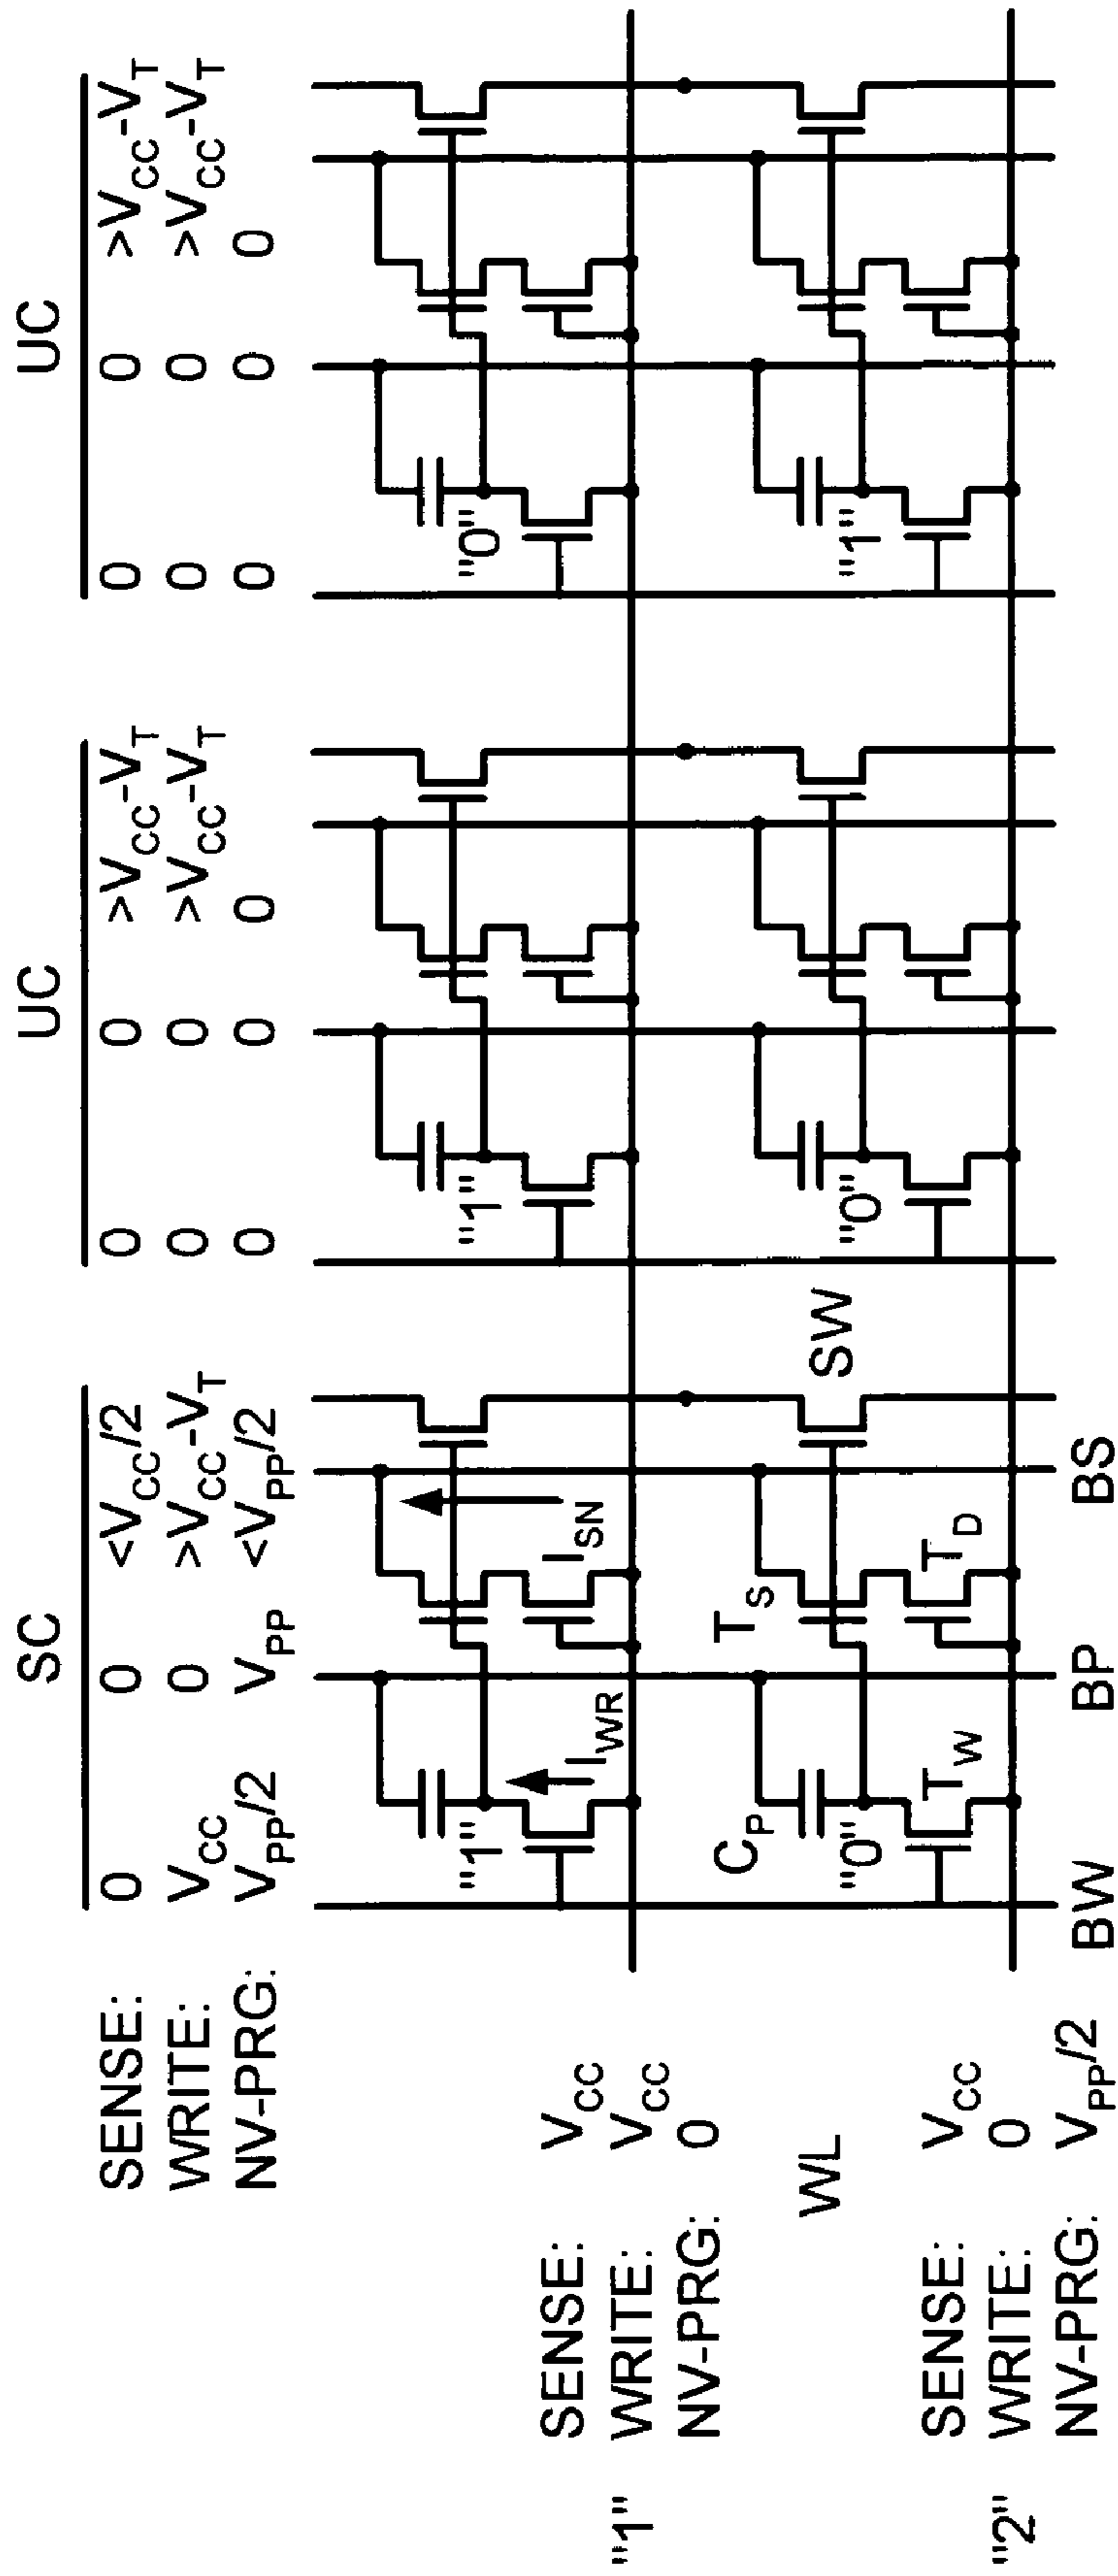 SC UC UC
SENSE: 0 0 <VCC/2 0 0 >VCC-VT 0 0 >VCC-VT
WRITE: VCC 0 >VCC-VT 0 0 >VCC-VT 0 0 >VCC-VT
NV-PRG: VPP/2 VPP <VPP/2 0 0 0 0 0 0
"1" "1" "0"
IWR ISN
"1"
SENSE: VCC
WRITE: VCC
NV-PRG: 0
WL
CP TS SW
"0" "0" "1"
TW TD
"2"
SENSE: VCC
WRITE: 0
NV-PRG: VPP/2
BW BP BS